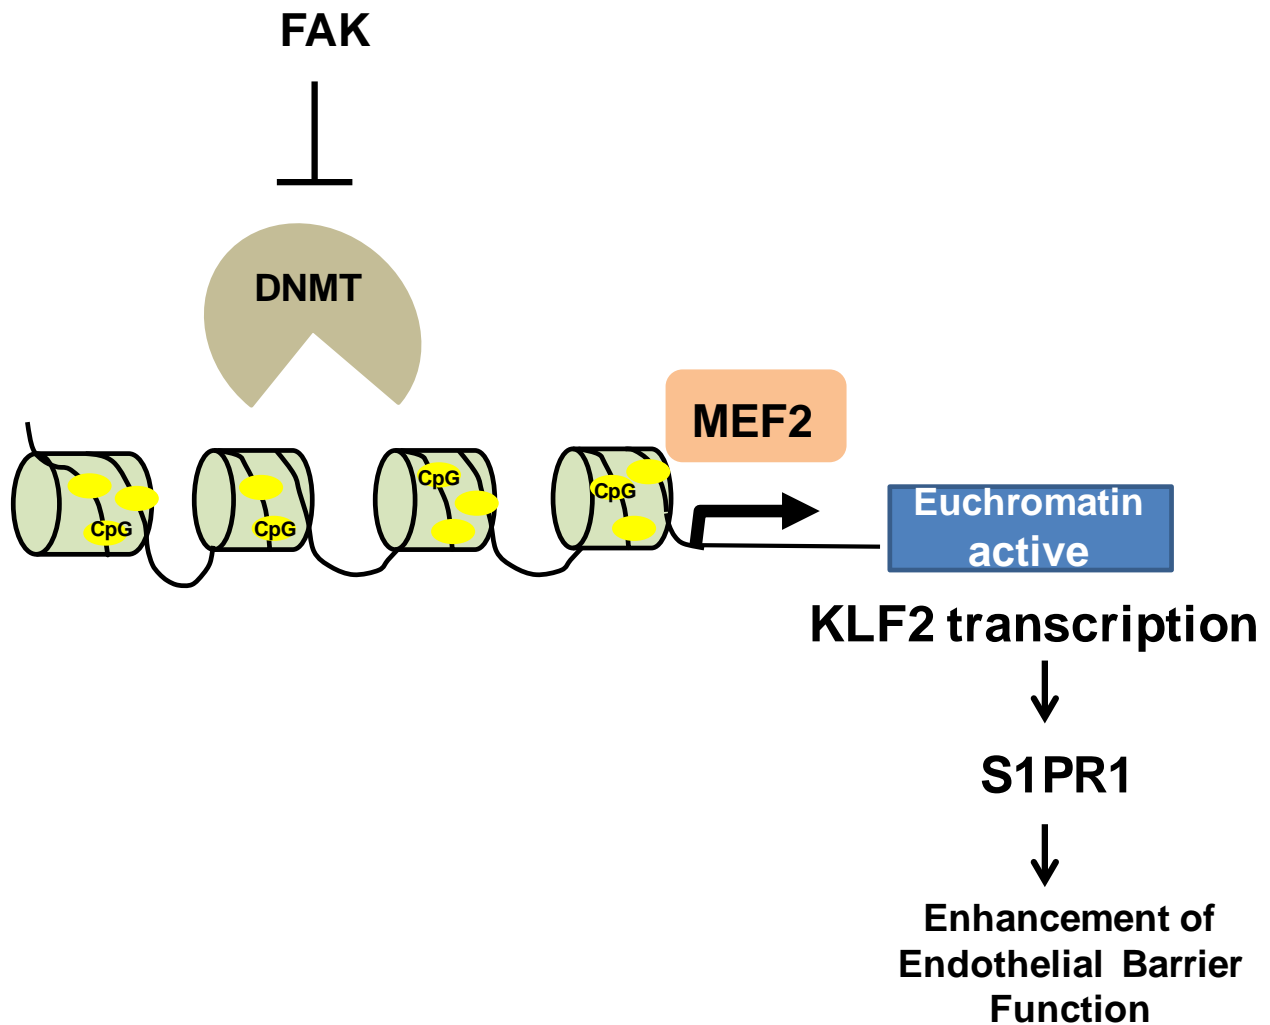 FAK
DNMT
MEF2
CpG
CpG
CpG
CpG
Euchromatin
active
KLF2 transcription
S1PR1
Enhancement of
Endothelial Barrier
Function